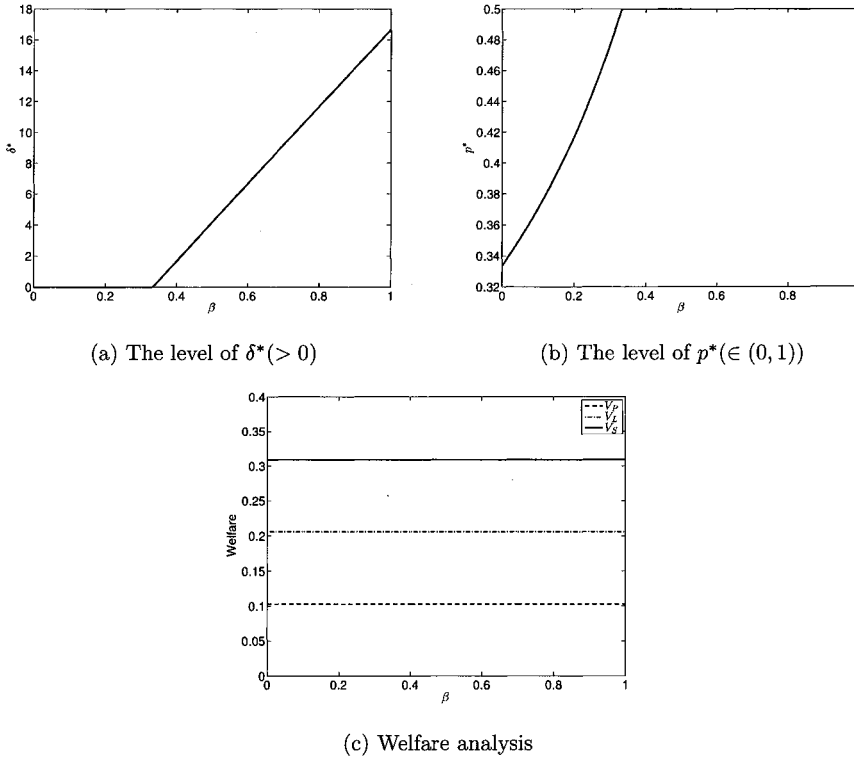 18
16
14
12
10
8
6
4
2
0
δ*
0 0.2 0.4 0.6 0.8 1
β
(a) The level of δ*(> 0)
0.5
0.48
0.46
0.44
0.42
0.4
0.38
0.36
0.34
0.32
p*
0 0.2 0.4 0.6 0.8 1
β
(b) The level of p*(∈ (0, 1))
0.4
0.35
0.3
0.25
0.2
0.15
0.1
0.05
0
Welfare
V_P
V_L
V_S
0 0.2 0.4 0.6 0.8 1
β
(c) Welfare analysis